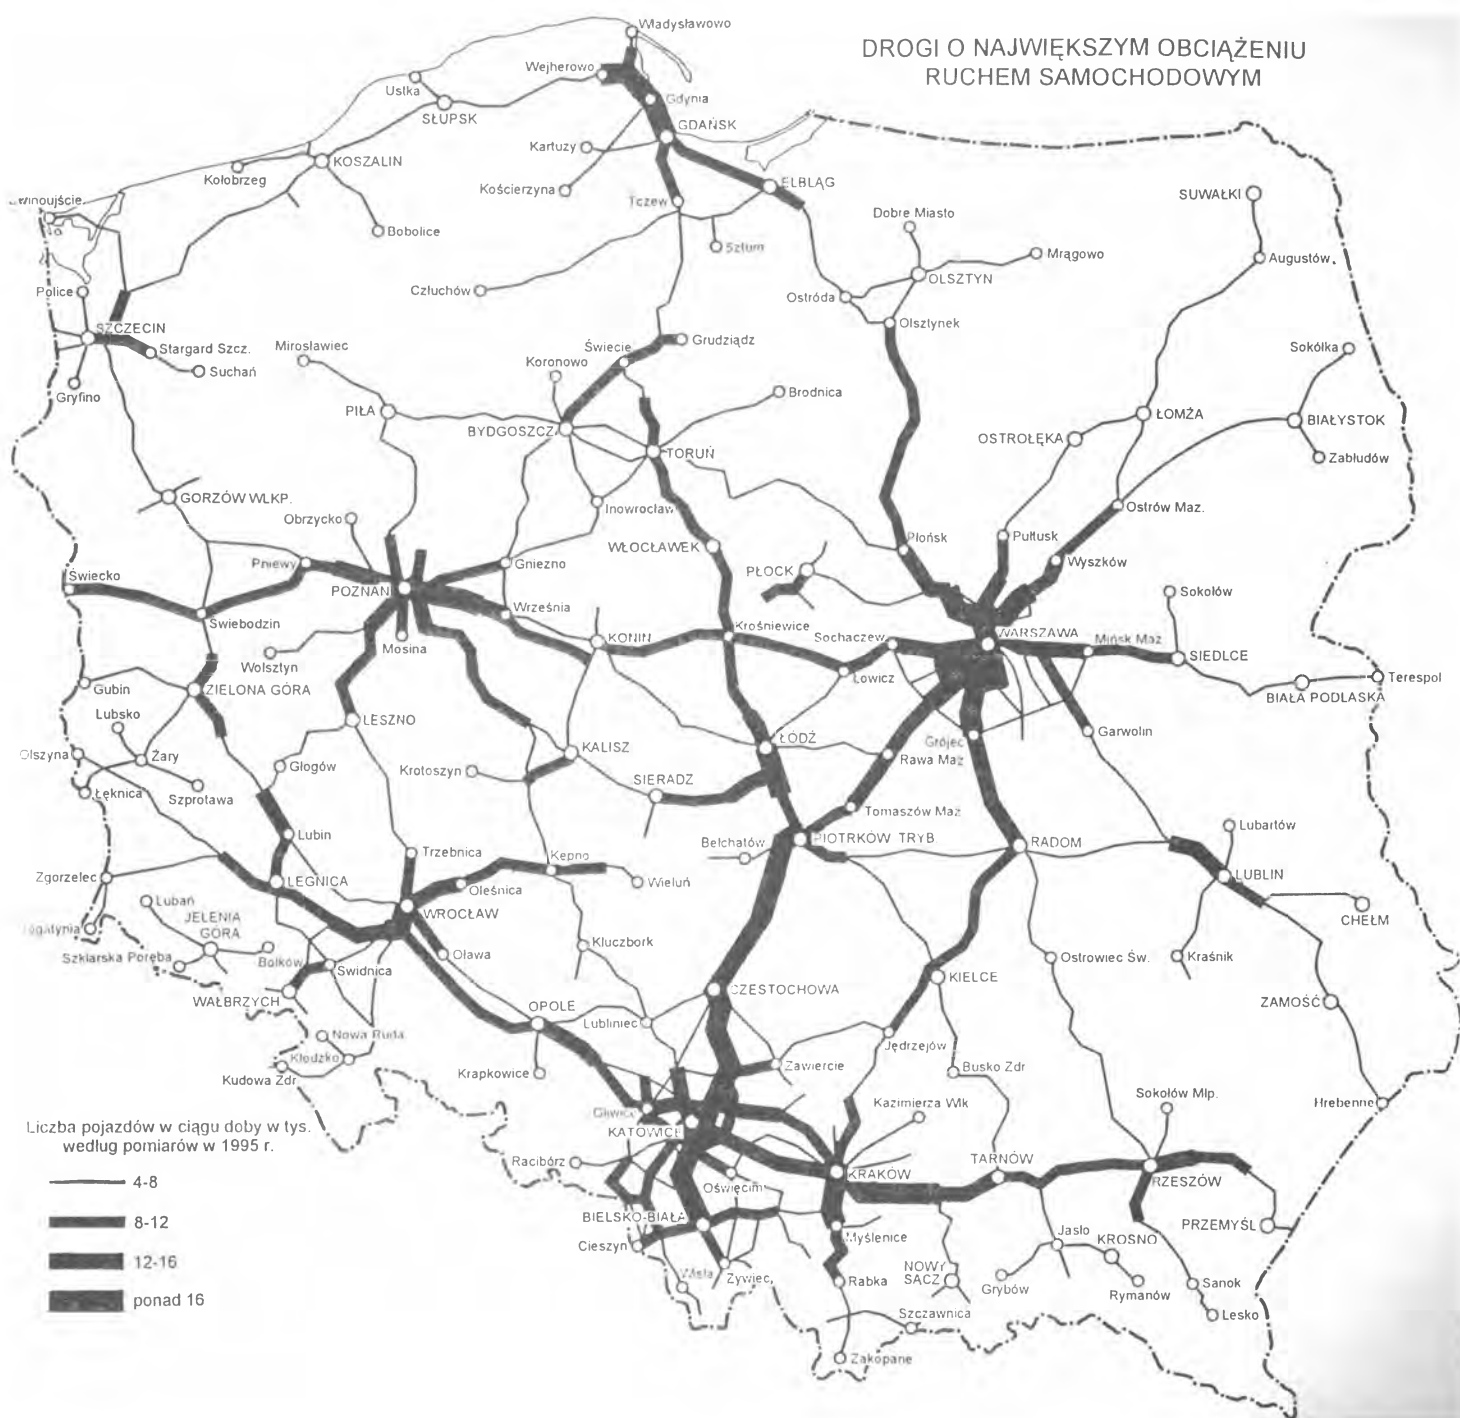 DROGI O NAJWIĘKSZYM OBCIĄŻENIU
RUCHEM SAMOCHODOWYM
Władysławowo
Wejherowo
Ustka
Gdynia
SŁUPSK
GDAŃSK
Kartuzy
KOSZALIN
Kołobrzeg
Kościerzyna
ELBLĄG
Tczew
SUWAŁKI
Dobre Miasto
Bobolice
Sztum
Mrągowo
Augustów
OLSZTYN
Człuchów
Police
Ostróda
SZCZECIN
Olsztynek
Stargard Szcz.
Mirosławiec
Świecie
Grudziądz
Sokółka
Suchań
Koronowo
Gryfino
Brodnica
PIŁA
ŁOMŻA
BIAŁYSTOK
BYDGOSZCZ
OSTROŁĘKA
TORUŃ
Zabłudów
GORZÓW WLKP.
Inowrocław
Ostrów Maz.
Obrzycko
WŁOCŁAWEK
Płońsk
Pułtusk
Pniewy
Gniezno
Wyszków
Świecko
PŁOCK
POZNAŃ
Sokołów
Września
Swiebodzin
KONIN
Krośniewice
Sochaczew
WARSZAWA
Mińsk Maz
Mosina
Wolsztyn
SIEDLCE
Łowicz
Terespol
Gubin
ZIELONA GÓRA
BIAŁA PODLASKA
Lubsko
LESZNO
Garwolin
Grójec
ŁÓDŹ
Olszyna
Żary
KALISZ
Rawa Maz
Głogów
Krotoszyn
SIERADZ
Łęknica
Szprotawa
Tomaszów Maz
Lubin
PIOTRKÓW TRYB.
Lubartów
Bełchatów
RADOM
Trzebnica
Kępno
Zgorzelec
LEGNICA
Oleśnica
Wieluń
LUBLIN
Lubań
WROCŁAW
CHEŁM
JELENIA
GÓRA
Kluczbork
Oława
Szklarska Poręba
Bolków
Swidnica
Ostrowiec Św.
Kraśnik
KIELCE
WAŁBRZYCH
CZESTOCHOWA
ZAMOŚĆ
OPOLE
Lubliniec
Nowa Ruda
Jędrzejów
Kłodzko
Zawiercie
Kudowa Zdr
Krapkowice
Busko Zdr
Sokołów Młp.
Hrebenne
Gliwice
Kazimierza Wlk
Liczba pojazdów w ciągu doby w tys.
według pomiarów w 1995 r.
KATOWICE
Racibórz
TARNÓW
4-8
Oświęcim
KRAKÓW
RZESZÓW
8-12
BIELSKO-BIAŁA
PRZEMYŚL
Cieszyn
Myślenice
Jasło
KROSNO
12-16
Wisła
Żywiec
Rabka
NOWY
SĄCZ
Grybów
Rymanów
Sanok
ponad 16
Szczawnica
Lesko
Zakopane